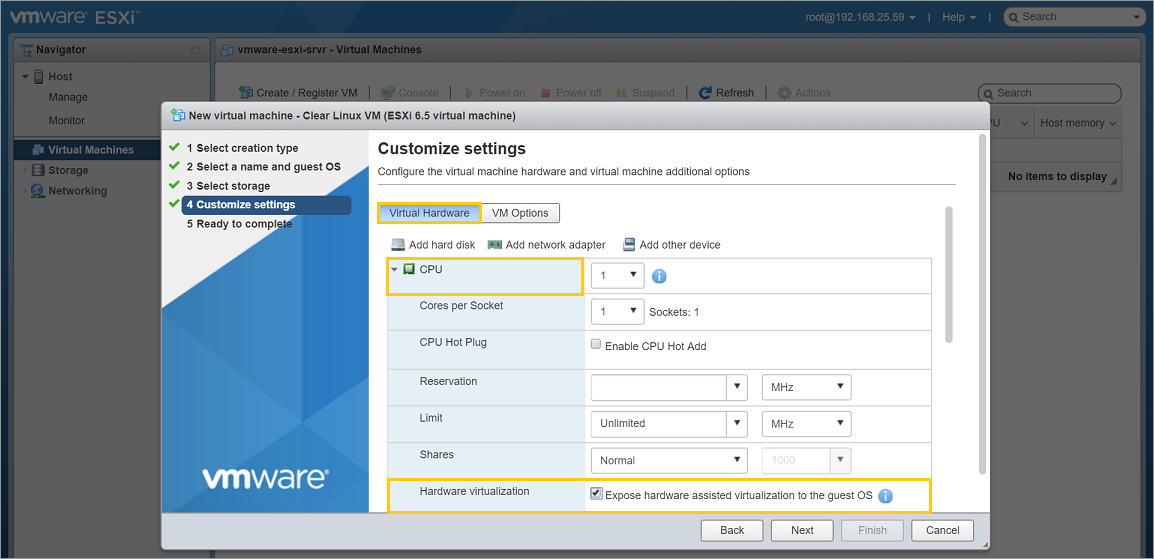 vmware ESXi™
root@192.168.25.59 | Help | Search
Navigator
vmware-esxi-srvr - Virtual Machines
Host
Manage
Monitor
Virtual Machines
Storage
Networking
Create / Register VM | Console | Power on Power off Suspend | Refresh | Actions
Search
PU Host memory
No items to display
New virtual machine - Clear Linux VM (ESXi 6.5 virtual machine)
1 Select creation type
2 Select a name and guest OS
3 Select storage
4 Customize settings
5 Ready to complete
vmware®
Customize settings
Configure the virtual machine hardware and virtual machine additional options
Virtual Hardware VM Options
Add hard disk Add network adapter Add other device
CPU 1
Cores per Socket 1 Sockets: 1
CPU Hot Plug Enable CPU Hot Add
Reservation MHz
Limit Unlimited MHz
Shares Normal 1000
Hardware virtualization Expose hardware assisted virtualization to the guest OS
Back Next Finish Cancel